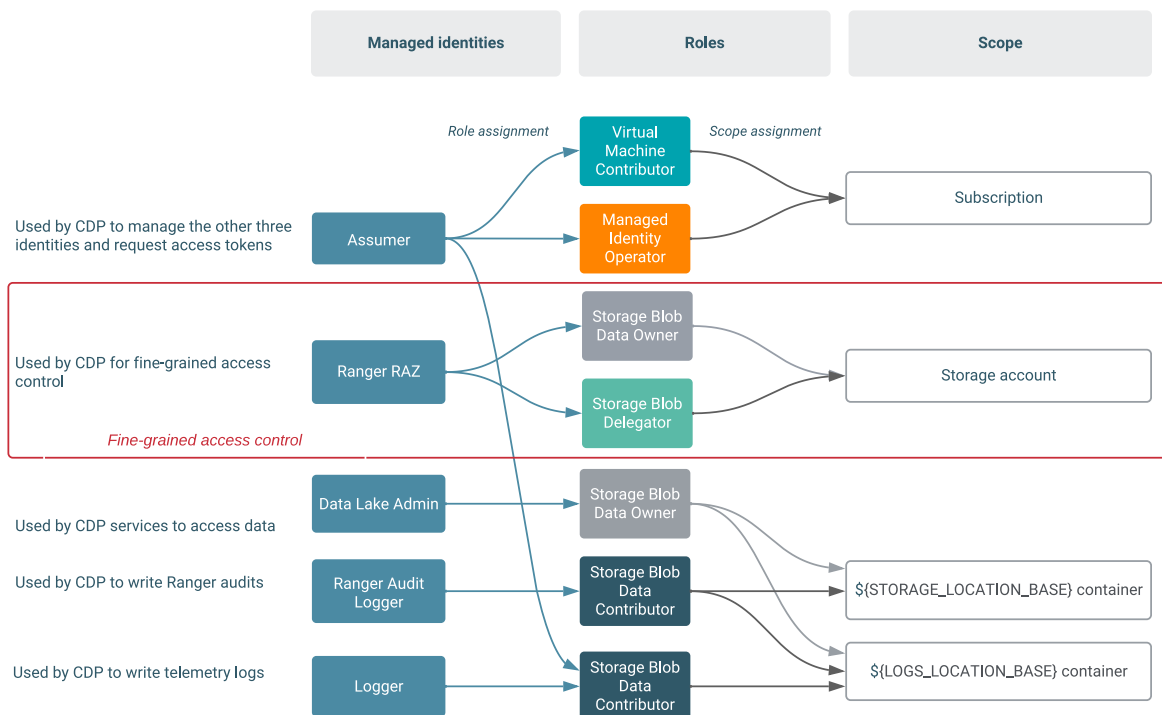 Managed identities
Roles
Scope
Role assignment
Scope assignment
Virtual
Machine
Contributor
Subscription
Used by CDP to manage the other three
identities and request access tokens
Assumer
Managed
Identity
Operator
Storage Blob
Data Owner
Used by CDP for fine-grained access
control
Ranger RAZ
Storage account
Storage Blob
Delegator
Fine-grained access control
Data Lake Admin
Storage Blob
Data Owner
Used by CDP services to access data
Used by CDP to write Ranger audits
Ranger Audit
Logger
Storage Blob
Data
Contributor
${STORAGE_LOCATION_BASE} container
Used by CDP to write telemetry logs
Logger
Storage Blob
Data
Contributor
${LOGS_LOCATION_BASE} container